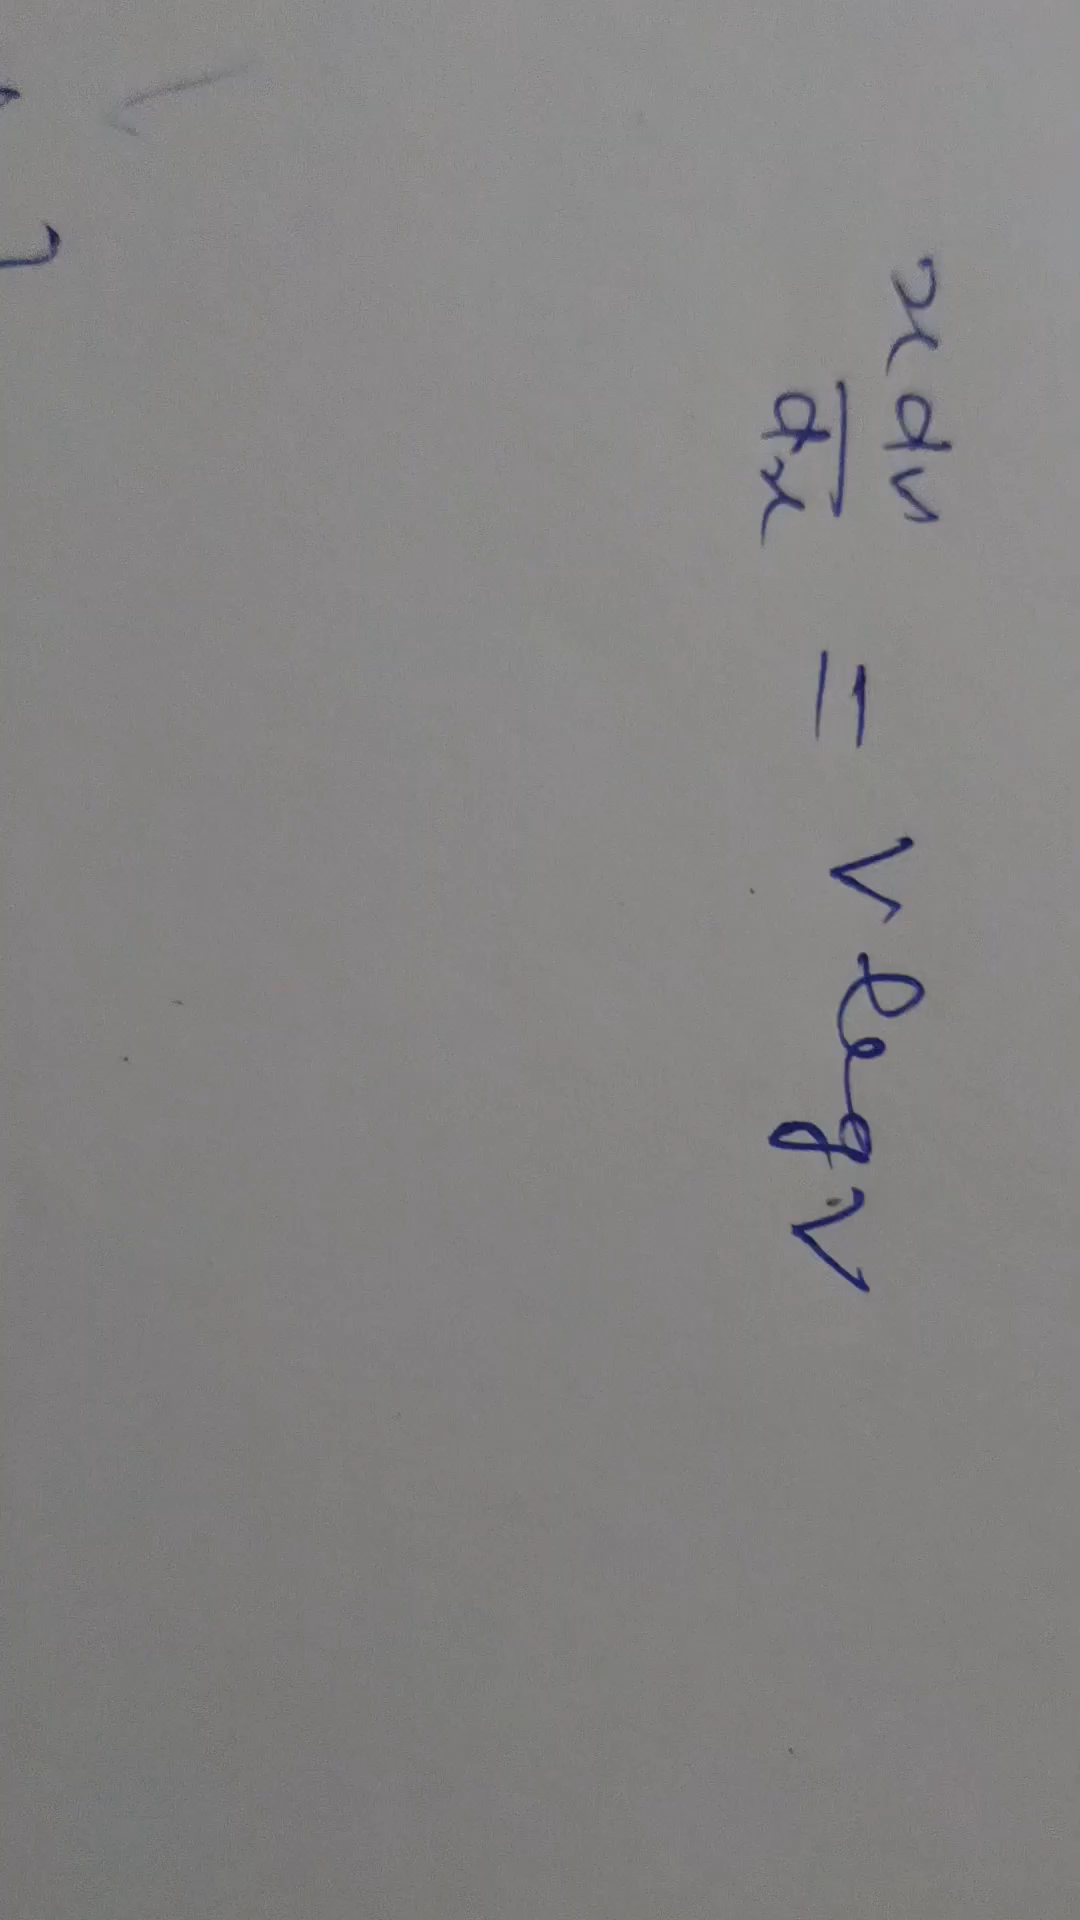 x dv/dx = v log v